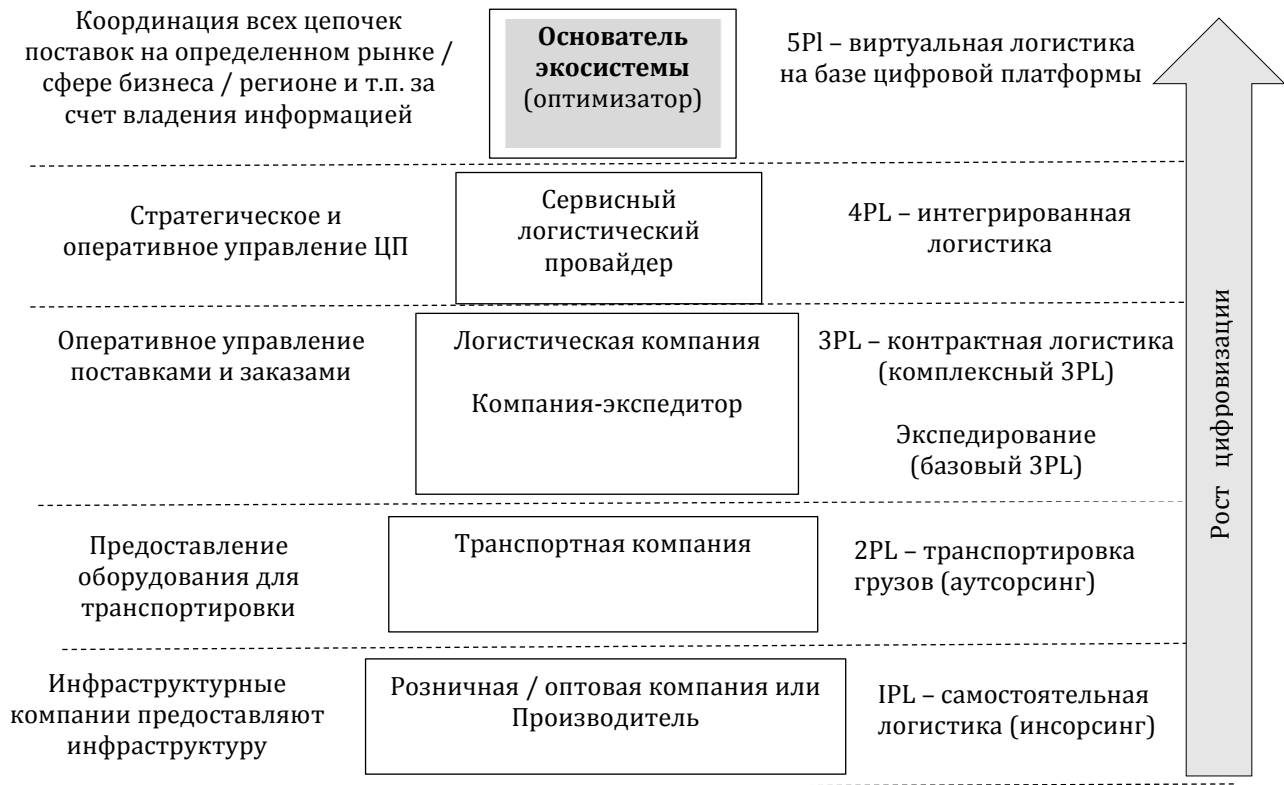 Координация всех цепочек
поставок на определенном рынке /
сфере бизнеса / регионе и т.п. за
счет владения информацией
Основатель
экосистемы
(оптимизатор)
5Pl – виртуальная логистика
на базе цифровой платформы
Стратегическое и
оперативное управление ЦП
Сервисный
логистический
провайдер
4PL – интегрированная
логистика
Оперативное управление
поставками и заказами
Логистическая компания
Компания-экспедитор
3PL – контрактная логистика
(комплексный 3PL)
Экспедирование
(базовый 3PL)
Предоставление
оборудования для
транспортировки
Транспортная компания
2PL – транспортировка
грузов (аутсорсинг)
Инфраструктурные
компании предоставляют
инфраструктуру
Розничная / оптовая компания или
Производитель
IPL – самостоятельная
логистика (инсорсинг)
Рост цифровизации